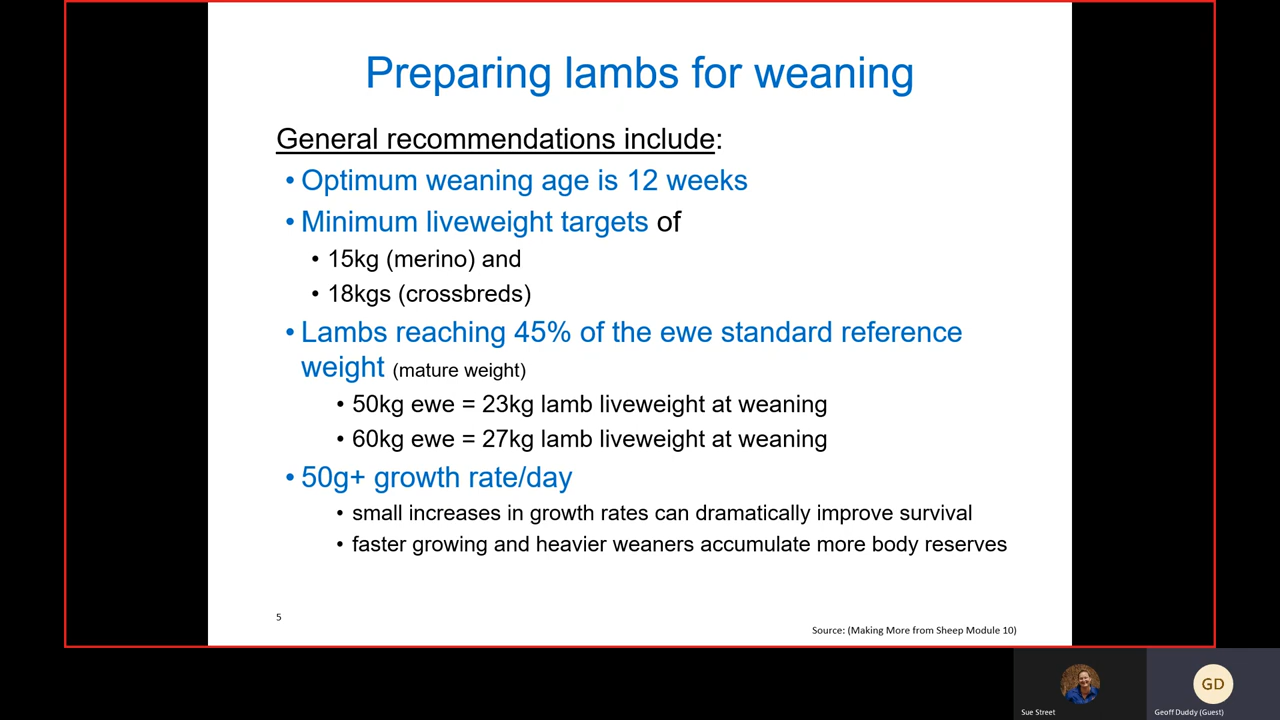 Preparing lambs for weaning
General recommendations include:
• Optimum weaning age is 12 weeks
• Minimum liveweight targets of
• 15kg (merino) and
• 18kgs (crossbreds)
• Lambs reaching 45% of the ewe standard reference
weight (mature weight)
• 50kg ewe = 23kg lamb liveweight at weaning
• 60kg ewe = 27kg lamb liveweight at weaning
• 50g+ growth rate/day
• small increases in growth rates can dramatically improve survival
• faster growing and heavier weaners accumulate more body reserves
5
Source: (Making More from Sheep Module 10)
GD
Sue Street
Geoff Duddy (Guest)